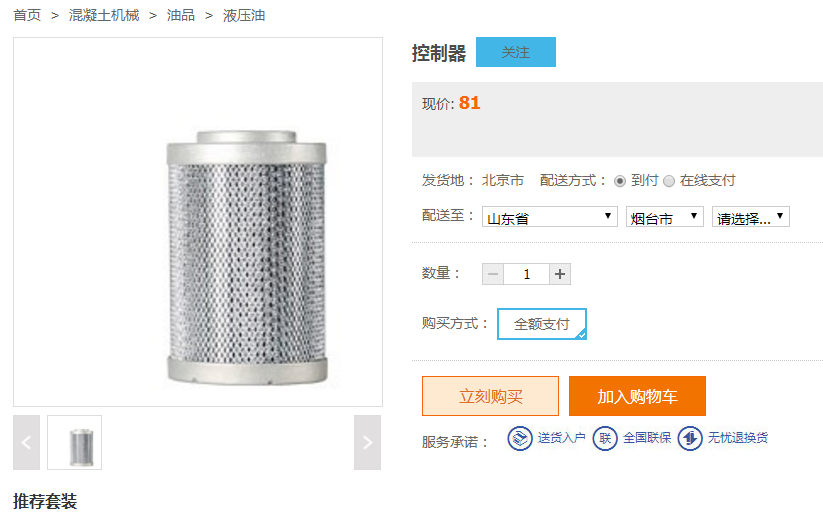 首页 > 混凝土机械 > 油品 > 液压油
控制器 关注
现价: 81
发货地： 北京市 配送方式： 到付 在线支付
配送至： 山东省 烟台市 请选择...
数量： － 1 +
购买方式： 全额支付
立刻购买 加入购物车
服务承诺： 送货入户 联 全国联保 无忧退换货
推荐套装